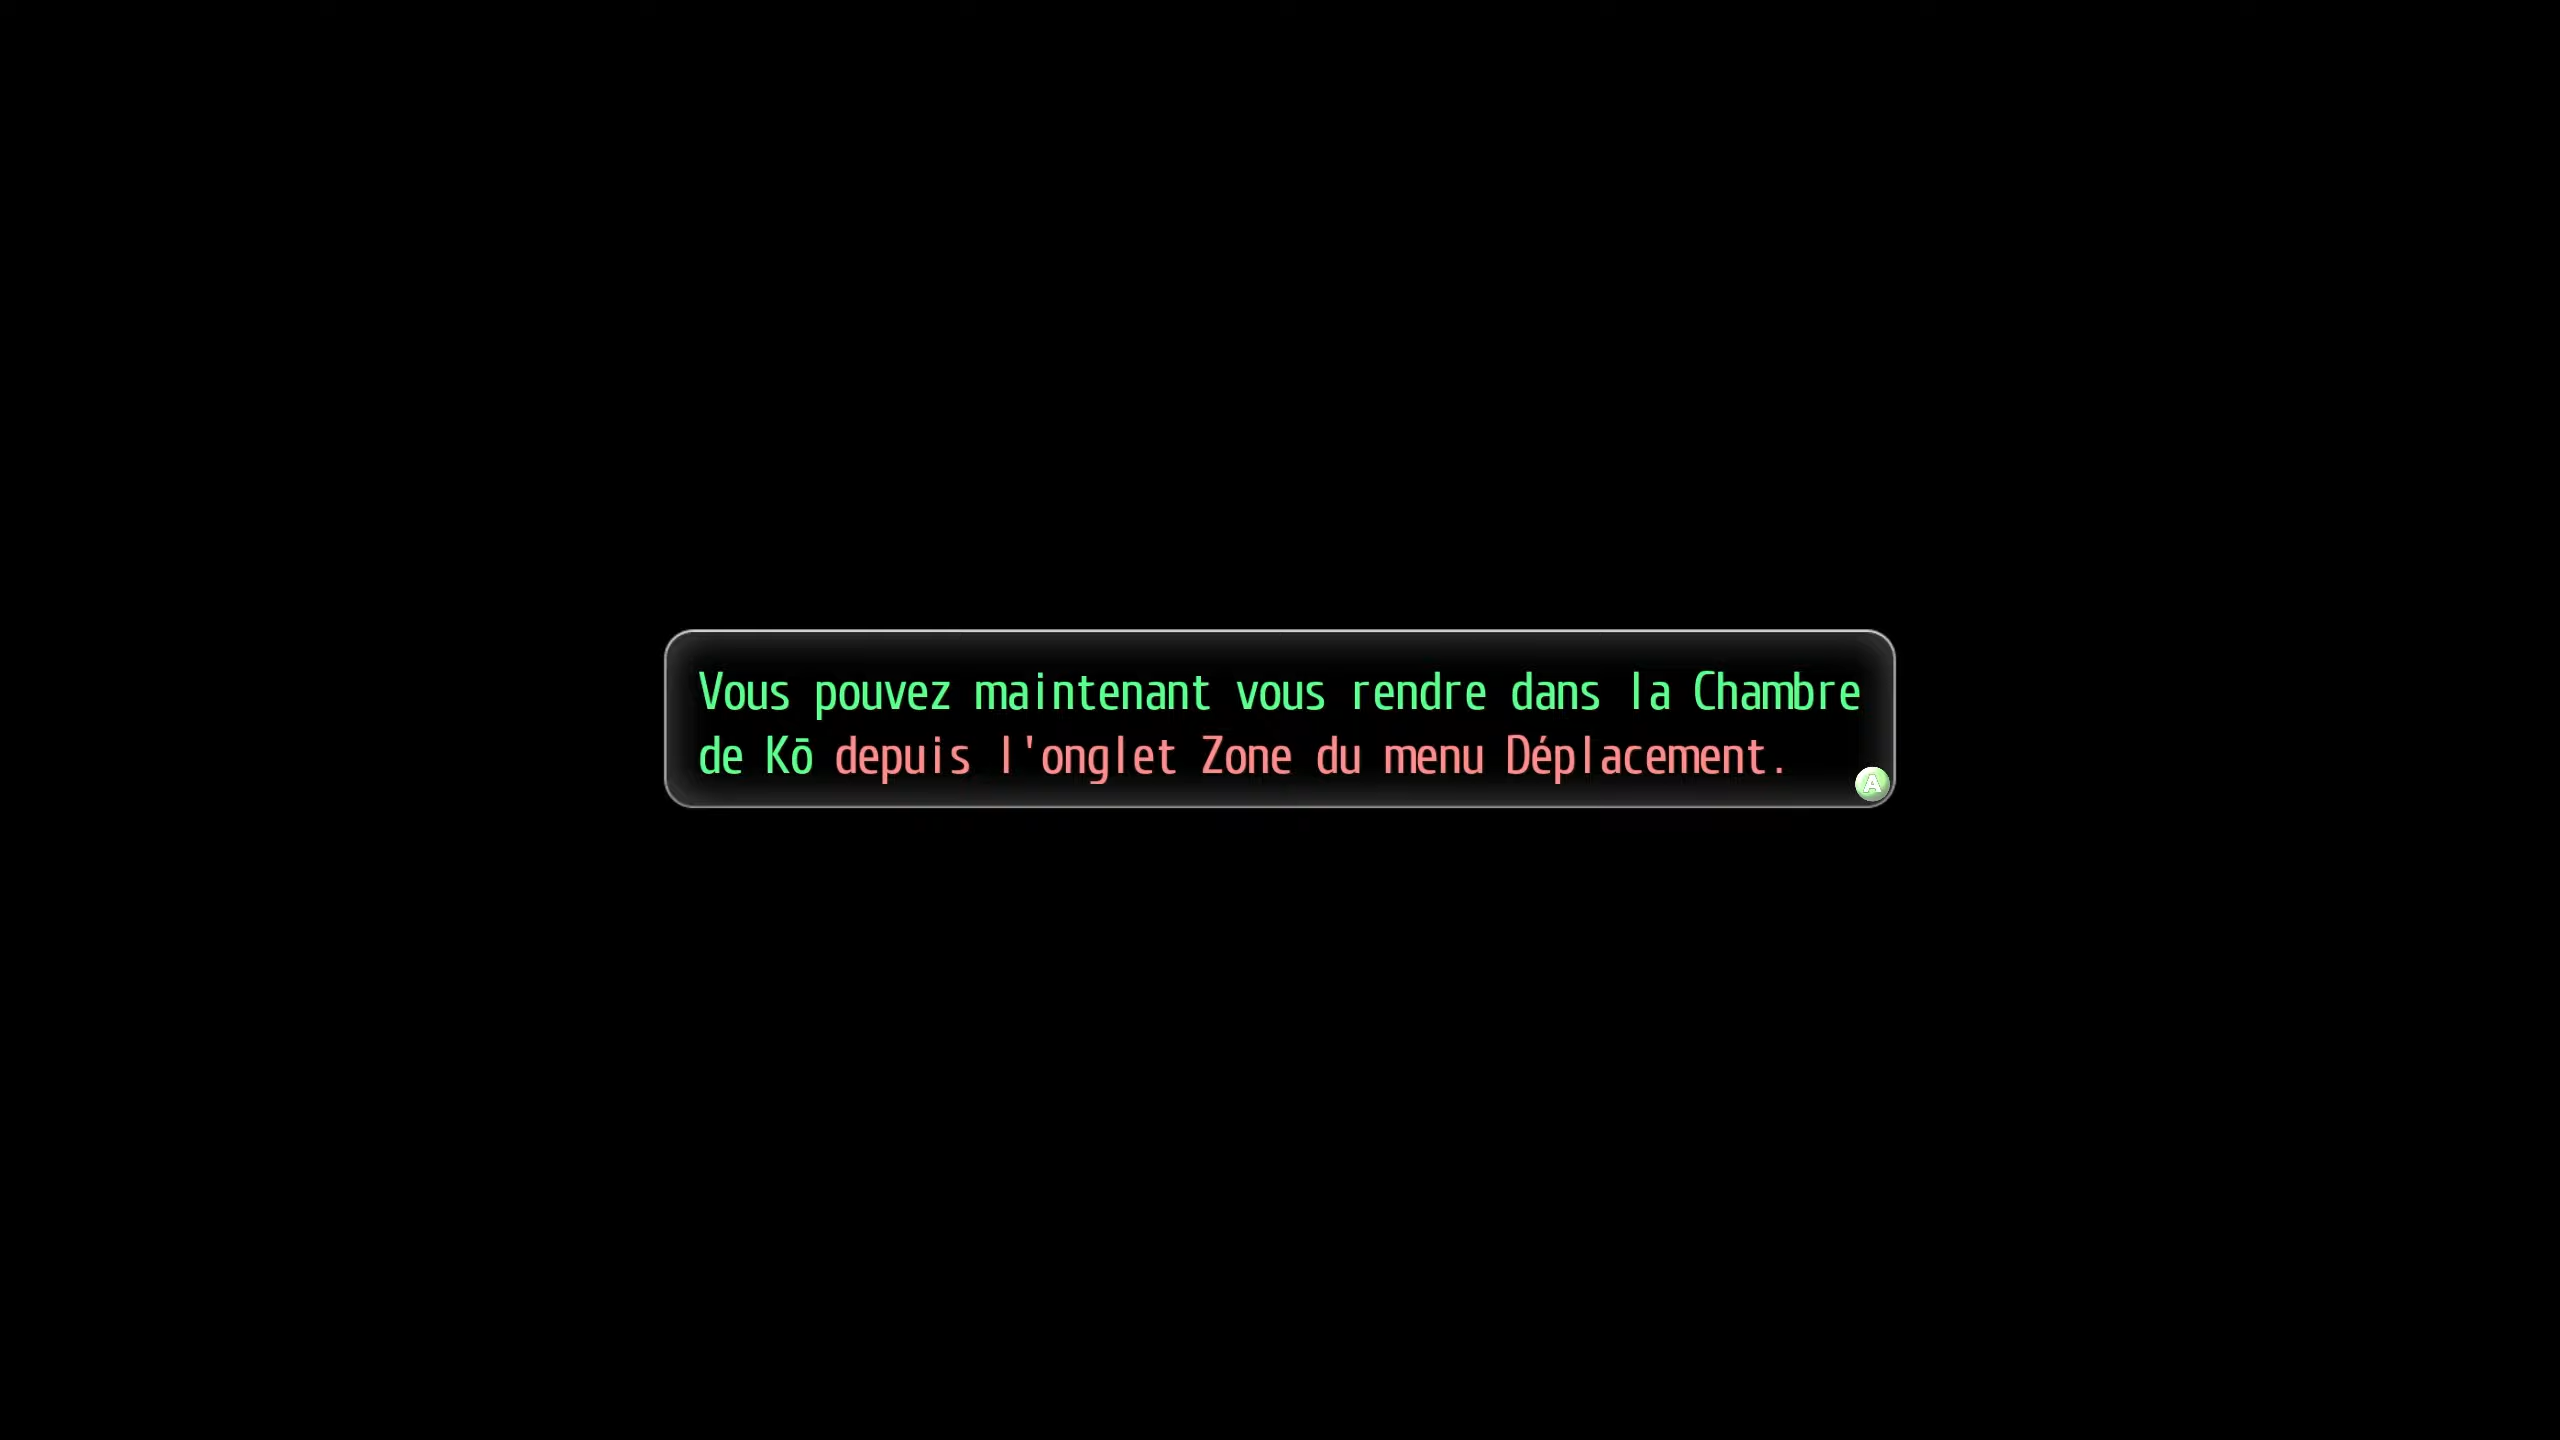 Vous pouvez maintenant vous rendre dans la Chambre
de Kō depuis l'onglet Zone du menu Déplacement.
A